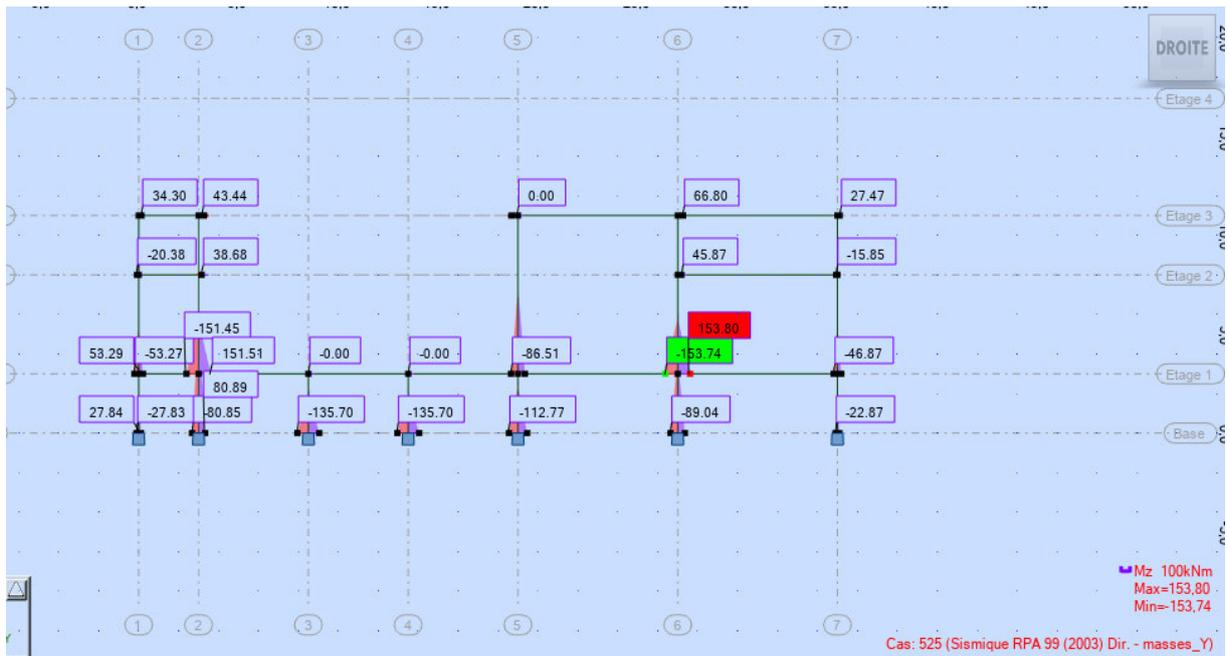 1 2 3 4 5 6 7
DROITE
Etage 4
34.30 43.44 0.00 66.80 27.47
Etage 3
-20.38 38.68 45.87 -15.85
Etage 2
-151.45 153.80
53.29 -53.27 151.51 -0.00 -0.00 -86.51 -153.74 -46.87
Etage 1
80.89
27.84 -27.83 -80.85 -135.70 -135.70 -112.77 -89.04 -22.87
Base
Mz 100kNm
Max=153,80
Min=-153,74
1 2 3 4 5 6 7
Cas: 525 (Sismique RPA 99 (2003) Dir. - masses_Y)